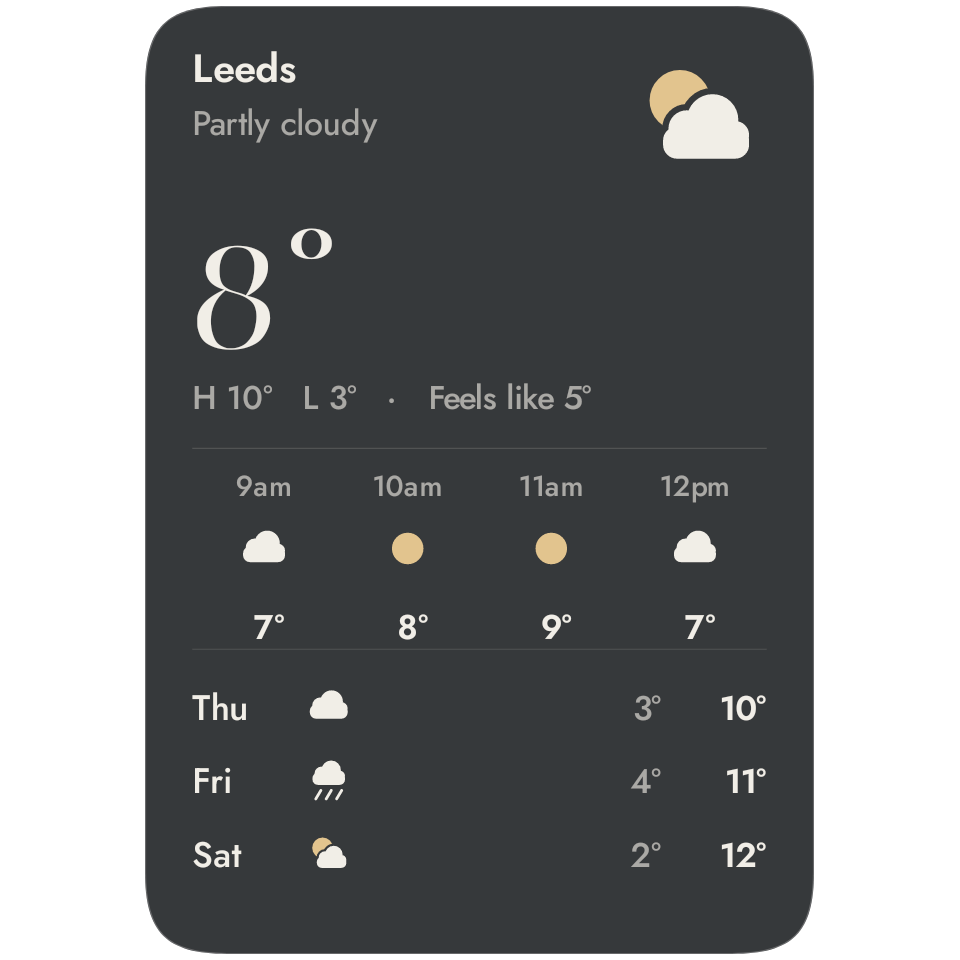 Leeds
Partly cloudy
8°
H 10° L 3° · Feels like 5°
9am 10am 11am 12pm
7° 8° 9° 7°
Thu 3° 10°
Fri 4° 11°
Sat 2° 12°